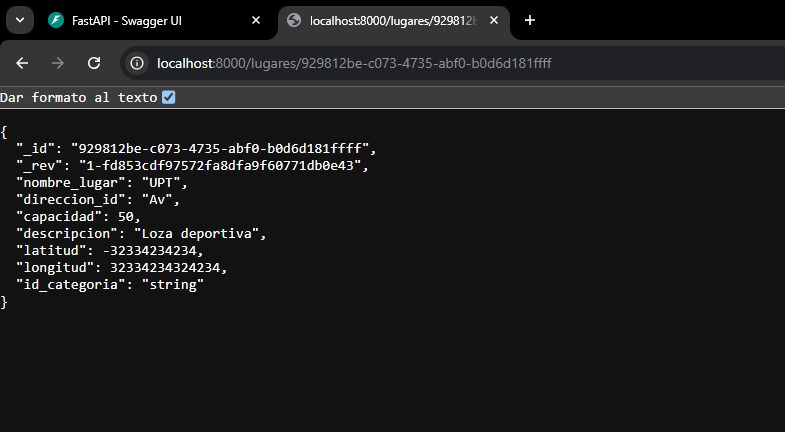 FastAPI - Swagger UI
localhost:8000/lugares/929812b
localhost:8000/lugares/929812be-c073-4735-abf0-b0d6d181ffff
Dar formato al texto
{
"_id": "929812be-c073-4735-abf0-b0d6d181ffff",
"_rev": "1-fd853cdf97572fa8dfa9f60771db0e43",
"nombre_lugar": "UPT",
"direccion_id": "Av",
"capacidad": 50,
"descripcion": "Loza deportiva",
"latitud": -32334234234,
"longitud": 32334234324234,
"id_categoria": "string"
}